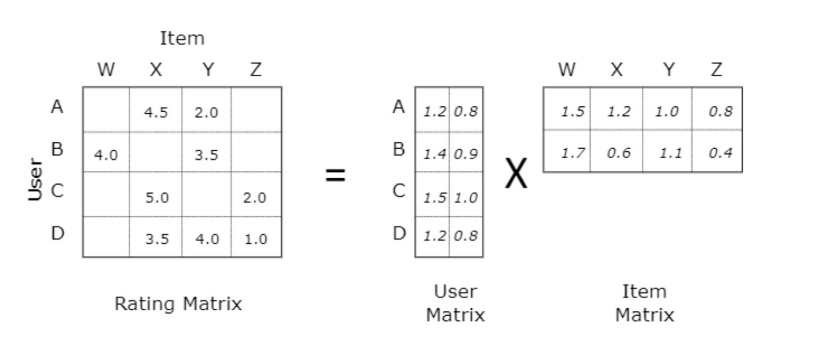 Item
W X Y Z W X Y Z
A 4.5 2.0 A 1.2 0.8 1.5 1.2 1.0 0.8
B 4.0 3.5 B 1.4 0.9 1.7 0.6 1.1 0.4
User = X
C 5.0 2.0 C 1.5 1.0
D 3.5 4.0 1.0 D 1.2 0.8
Rating Matrix
User
Matrix
Item
Matrix